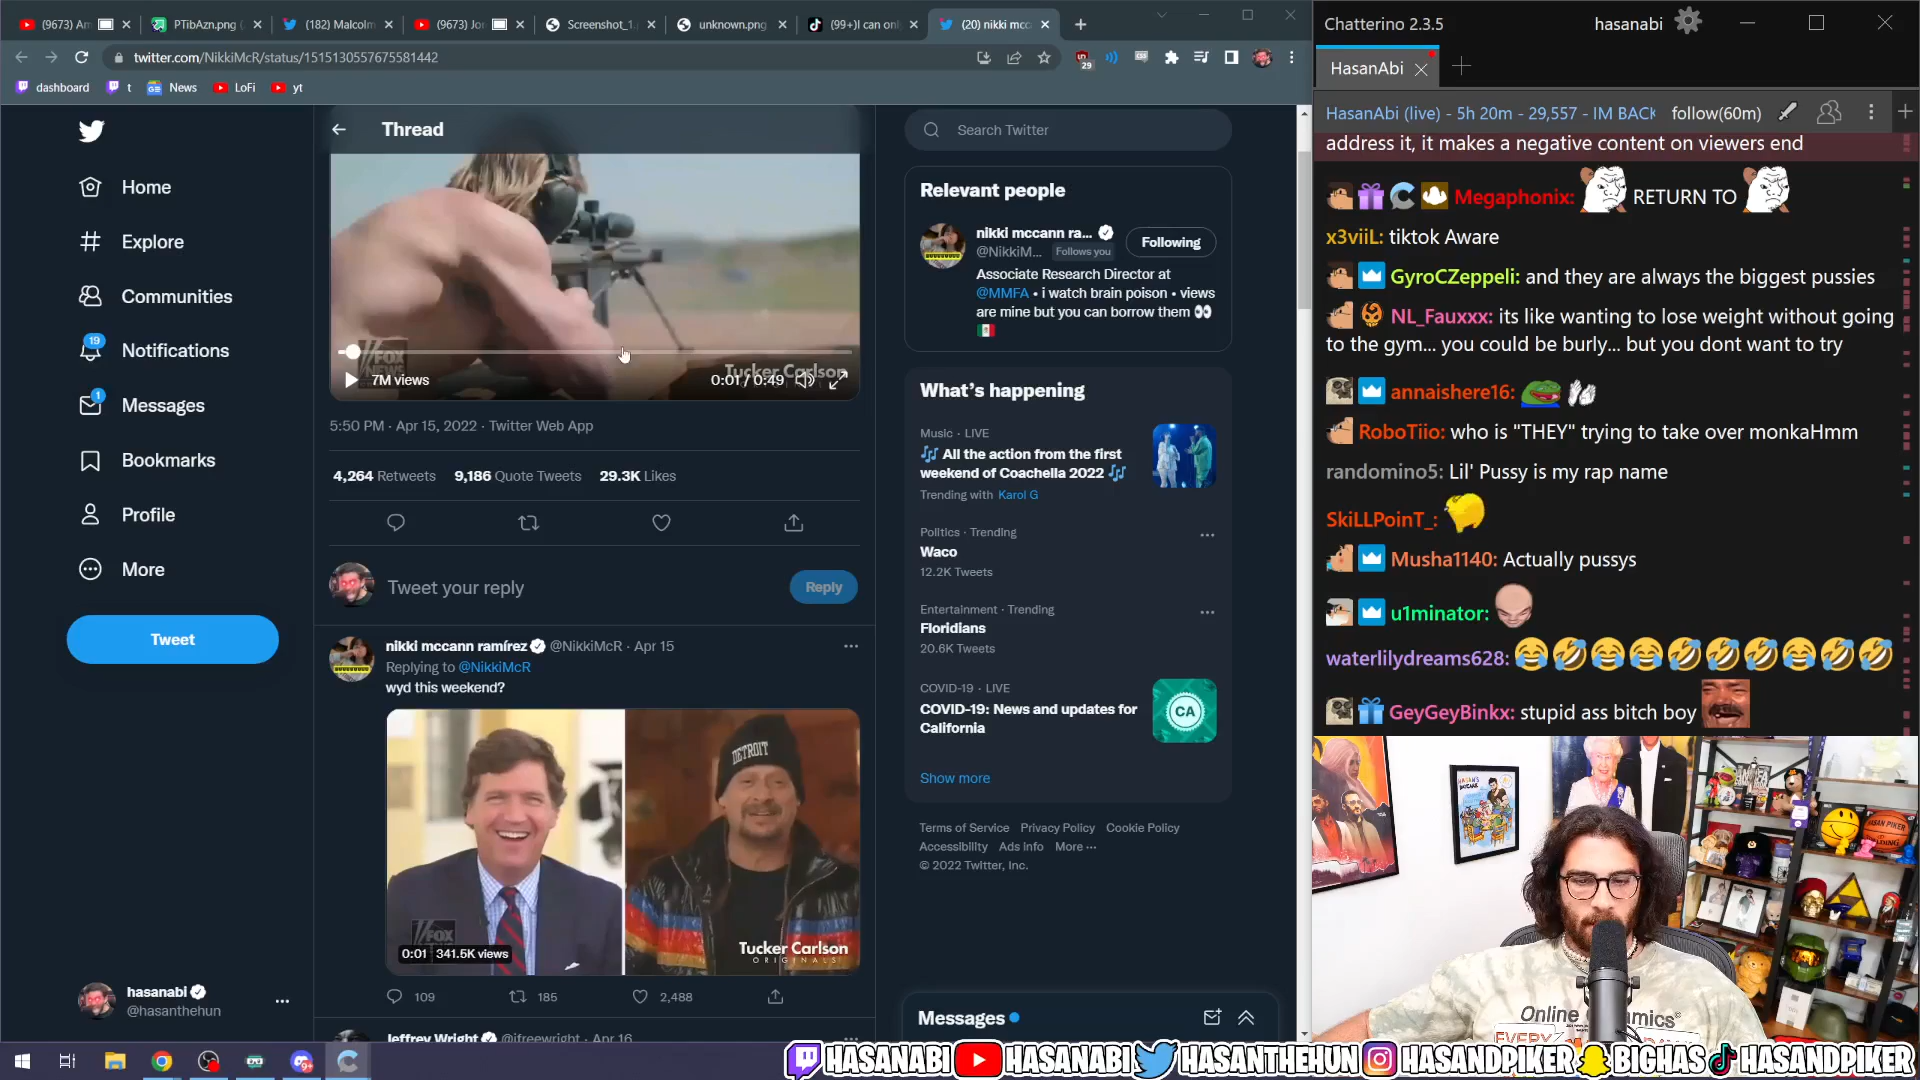 (9673) An
PTibAzn.png
(182) Malcolm
(9673) Jor
Screenshot_1.
unknown.png
(99+)I can onl
(20) nikki mcc
twitter.com/NikkiMcR/status/1515130557675581442
29
dashboard
t
News
LoFi
yt
Home
Explore
Communities
19
Notifications
1
Messages
Bookmarks
Profile
More
Tweet
hasanabi
@hasanthehun
Thread
FOX
NEWS
Tucker Carlson
7M views
0:01 / 0:49
5:50 PM · Apr 15, 2022 · Twitter Web App
4,264 Retweets 9,186 Quote Tweets 29.3K Likes
Tweet your reply
Reply
nikki mccann ramírez @NikkiMcR · Apr 15
Replying to @NikkiMcR
wyd this weekend?
DETROIT
FOX
0:01 341.5K views
Tucker Carlson
ORIGINALS
109
185
2,488
Jeffrey Wright @jfreewright · Apr 16
Search Twitter
Relevant people
nikki mccann ra...
@NikkiM... Follows you
Following
Associate Research Director at
@MMFA • i watch brain poison • views
are mine but you can borrow them 👀
🇲🇽
What's happening
Music · LIVE
🎶 All the action from the first
weekend of Coachella 2022 🎶
Trending with Karol G
Politics · Trending
Waco
12.2K Tweets
Entertainment · Trending
Floridians
20.6K Tweets
COVID-19 · LIVE
COVID-19: News and updates for
California
CA
Show more
Terms of Service Privacy Policy Cookie Policy
Accessibility Ads info More ···
© 2022 Twitter, Inc.
Messages
Chatterino 2.3.5
hasanabi
HasanAbi
HasanAbi (live) - 5h 20m - 29,557 - IM BACK
follow(60m)
address it, it makes a negative content on viewers end
Megaphonix: RETURN TO
x3viiL: tiktok Aware
GyroCZeppeli: and they are always the biggest pussies
NL_Fauxxx: its like wanting to lose weight without going
to the gym... you could be burly... but you dont want to try
annaishere16:
RoboTiio: who is "THEY" trying to take over monkaHmm
randomino5: Lil' Pussy is my rap name
SkiLLPoinT_:
Musha1140: Actually pussys
u1minator:
waterlilydreams628: 😂🤣😂😂🤣🤣🤣😂🤣🤣
GeyGeyBinkx: stupid ass bitch boy
HASANABI
HASANABI
HASANTHEHUN
HASANDPIKER
BIGHAS
HASANDPIKER